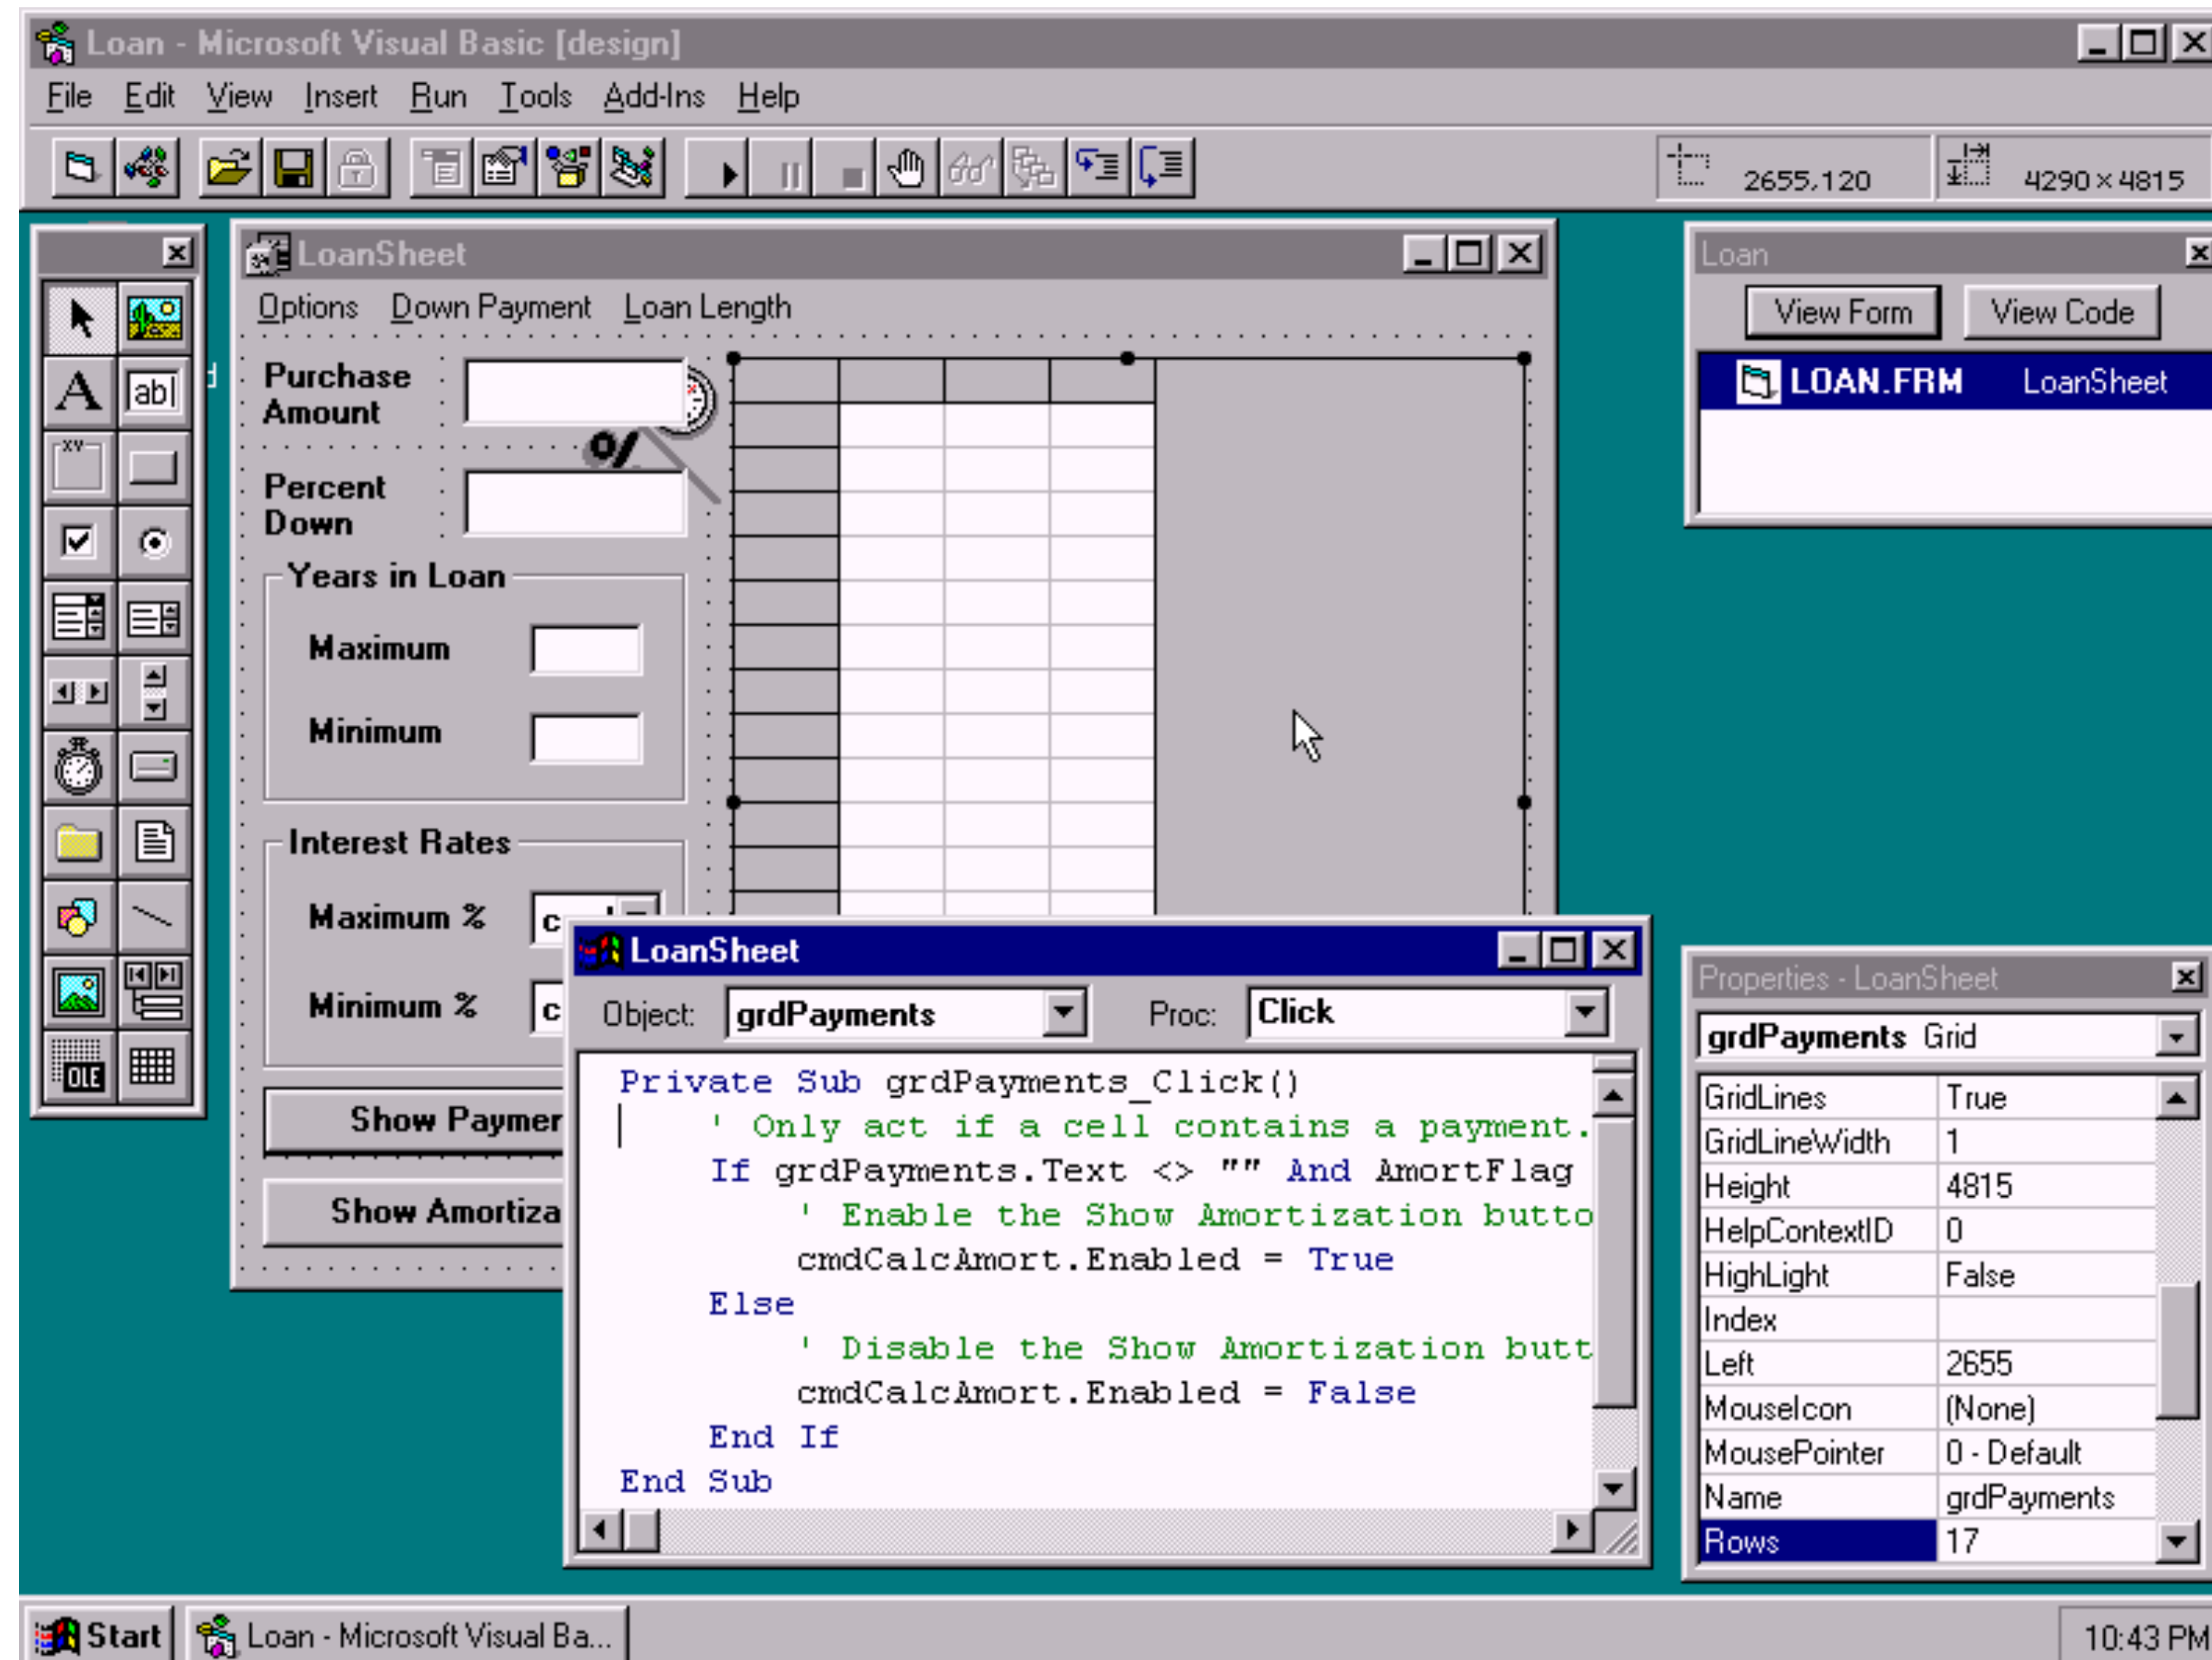 Loan - Microsoft Visual Basic [design]
File Edit View Insert Run Tools Add-Ins Help
2655,120 4290×4815
LoanSheet
Options Down Payment Loan Length
Purchase
Amount
%
Percent
Down
Years in Loan
Maximum
Minimum
Interest Rates
Maximum %
Minimum %
Show
Show
A
abl
XY
OLE
Loan
View Form View Code
LOAN.FRM LoanSheet
LoanSheet
Object: grdPayments Proc: Click
Private Sub grdPayments_Click()
' Only act if a cell contains a payment.
If grdPayments.Text <> "" And AmortFlag
' Enable the Show Amortization butto
cmdCalcAmort.Enabled = True
Else
' Disable the Show Amortization butt
cmdCalcAmort.Enabled = False
End If
End Sub
Properties - LoanSheet
grdPayments Grid
GridLines True
GridLineWidth 1
Height 4815
HelpContextID 0
HighLight False
Index
Left 2655
MouseIcon (None)
MousePointer 0 - Default
Name grdPayments
Rows 17
Start Loan - Microsoft Visual Ba... 10:43 PM